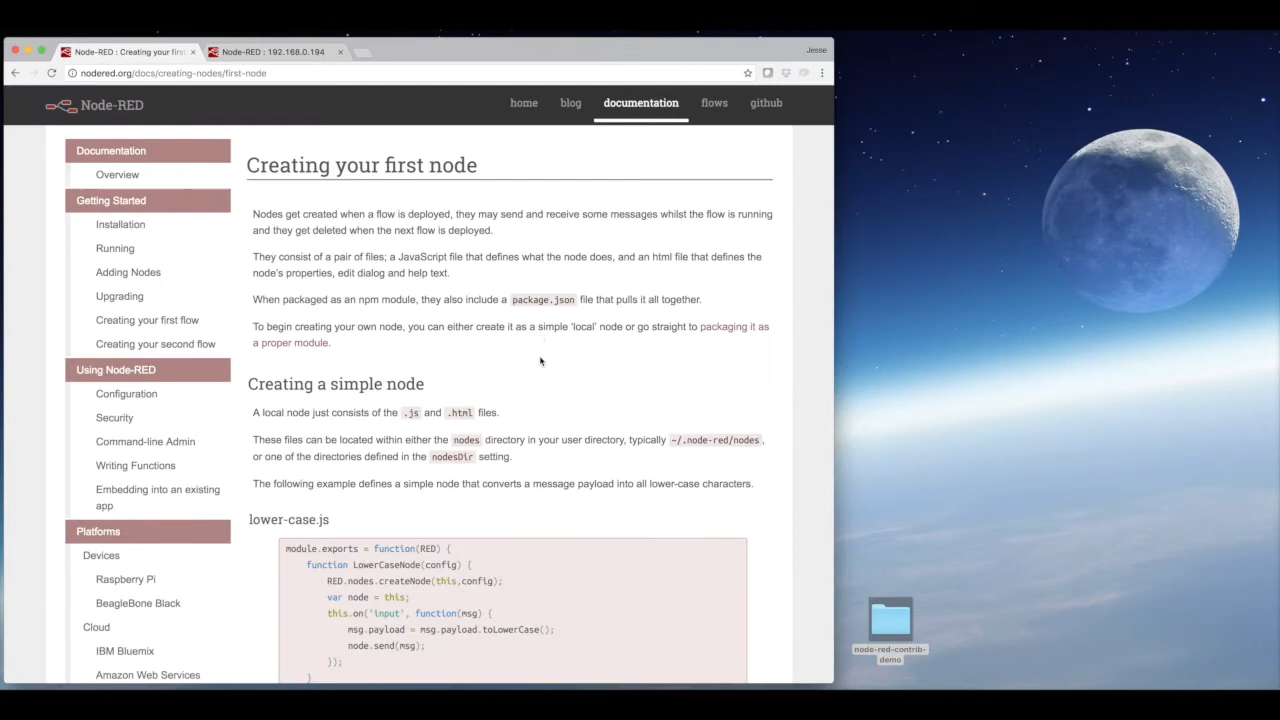 Node-RED : Creating your first
Node-RED : 192.168.0.194
Jesse
nodered.org/docs/creating-nodes/first-node
Node-RED
home
blog
documentation
flows
github
Documentation
Overview
Getting Started
Installation
Running
Adding Nodes
Upgrading
Creating your first flow
Creating your second flow
Using Node-RED
Configuration
Security
Command-line Admin
Writing Functions
Embedding into an existing
app
Platforms
Devices
Raspberry Pi
BeagleBone Black
Cloud
IBM Bluemix
Amazon Web Services
Creating your first node
Nodes get created when a flow is deployed, they may send and receive some messages whilst the flow is running
and they get deleted when the next flow is deployed.
They consist of a pair of files; a JavaScript file that defines what the node does, and an html file that defines the
node's properties, edit dialog and help text.
When packaged as an npm module, they also include a package.json file that pulls it all together.
To begin creating your own node, you can either create it as a simple 'local' node or go straight to packaging it as
a proper module.
Creating a simple node
A local node just consists of the .js and .html files.
These files can be located within either the nodes directory in your user directory, typically ~/.node-red/nodes,
or one of the directories defined in the nodesDir setting.
The following example defines a simple node that converts a message payload into all lower-case characters.
lower-case.js
module.exports = function(RED) {
function LowerCaseNode(config) {
RED.nodes.createNode(this,config);
var node = this;
this.on('input', function(msg) {
msg.payload = msg.payload.toLowerCase();
node.send(msg);
});
}
node-red-contrib-
demo